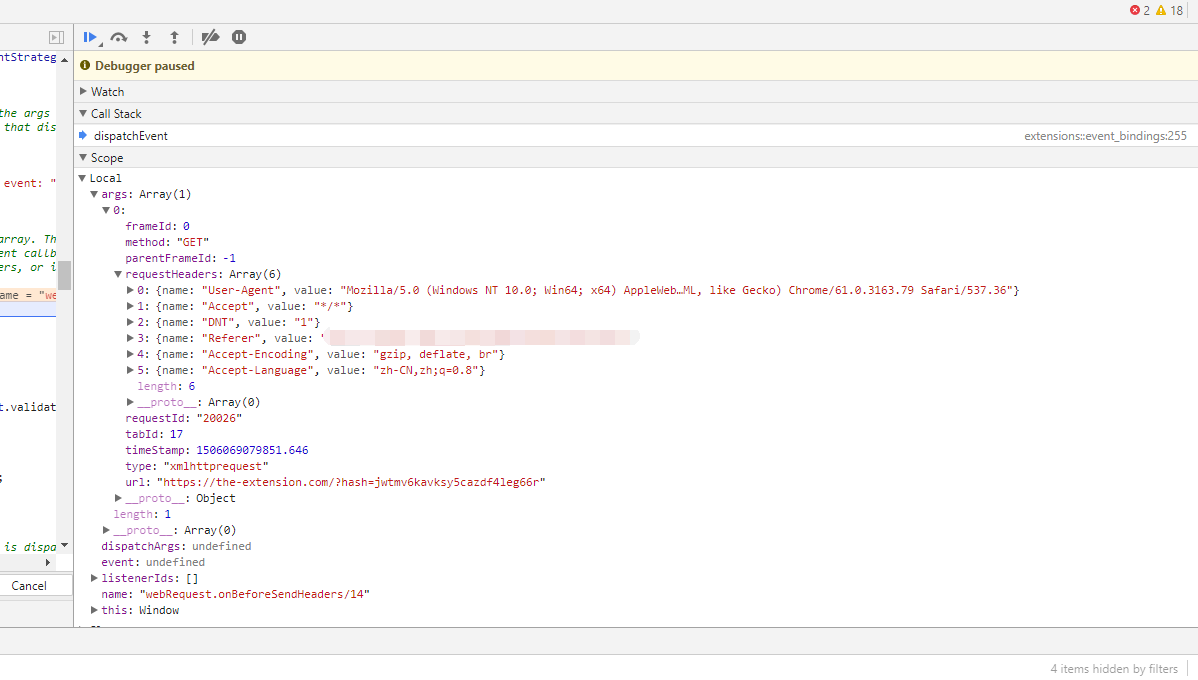 2 18
Debugger paused
ntStrateg
Watch
the args
Call Stack
that dis
dispatchEvent extensions::event_bindings:255
Scope
Local
event: "
args: Array(1)
0:
frameId: 0
array. Th
method: "GET"
ent callb
parentFrameId: -1
ers, or i
requestHeaders: Array(6)
0: {name: "User-Agent", value: "Mozilla/5.0 (Windows NT 10.0; Win64; x64) AppleWeb…ML, like Gecko) Chrome/61.0.3163.79 Safari/537.36"}
ame = "we
1: {name: "Accept", value: "*/*"}
2: {name: "DNT", value: "1"}
3: {name: "Referer", value: "
4: {name: "Accept-Encoding", value: "gzip, deflate, br"}
5: {name: "Accept-Language", value: "zh-CN,zh;q=0.8"}
length: 6
t.validat
__proto__: Array(0)
requestId: "20026"
tabId: 17
timeStamp: 1506069079851.646
type: "xmlhttprequest"
url: "https://the-extension.com/?hash=jwtmv6kavksy5cazdf4leg66r"
__proto__: Object
length: 1
__proto__: Array(0)
is dispa
dispatchArgs: undefined
event: undefined
listenerIds: []
Cancel
name: "webRequest.onBeforeSendHeaders/14"
this: Window
4 items hidden by filters